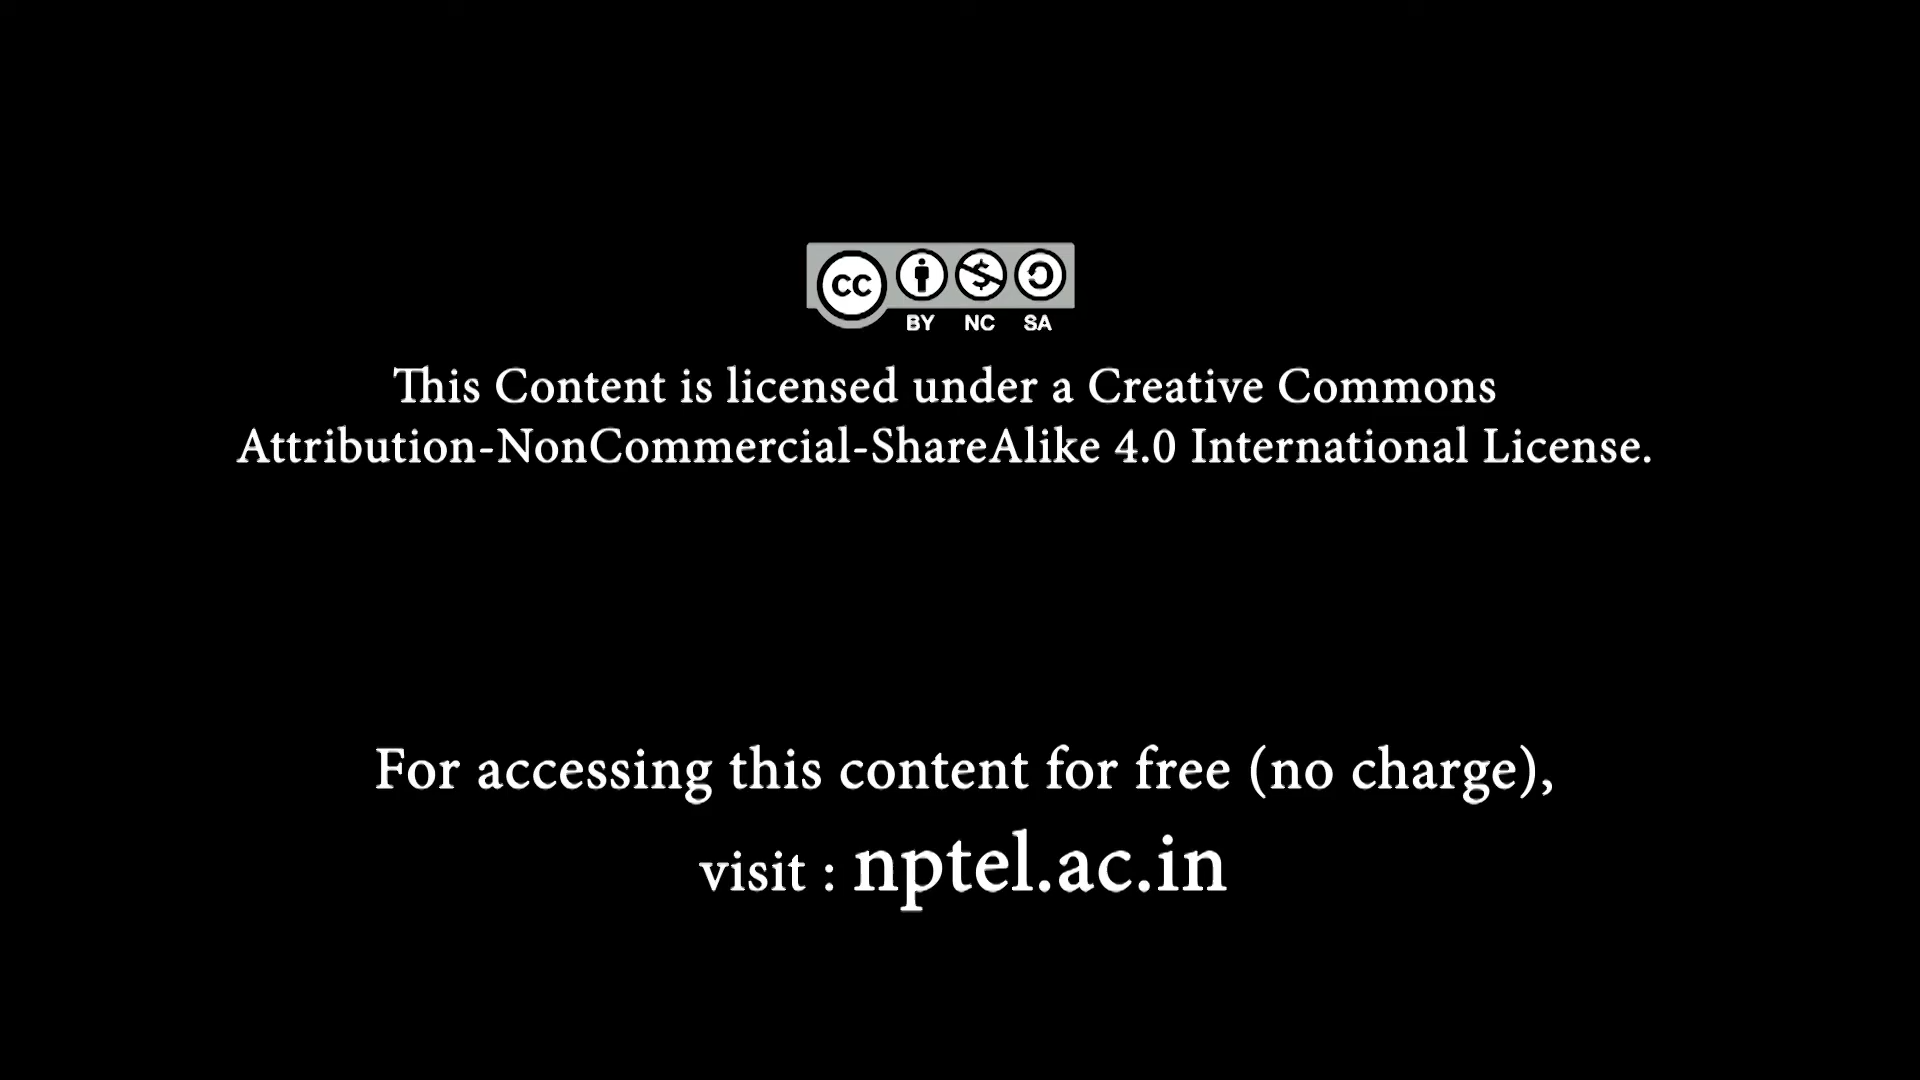 CC BY NC SA
This Content is licensed under a Creative Commons
Attribution-NonCommercial-ShareAlike 4.0 International License.
For accessing this content for free (no charge),
visit : nptel.ac.in